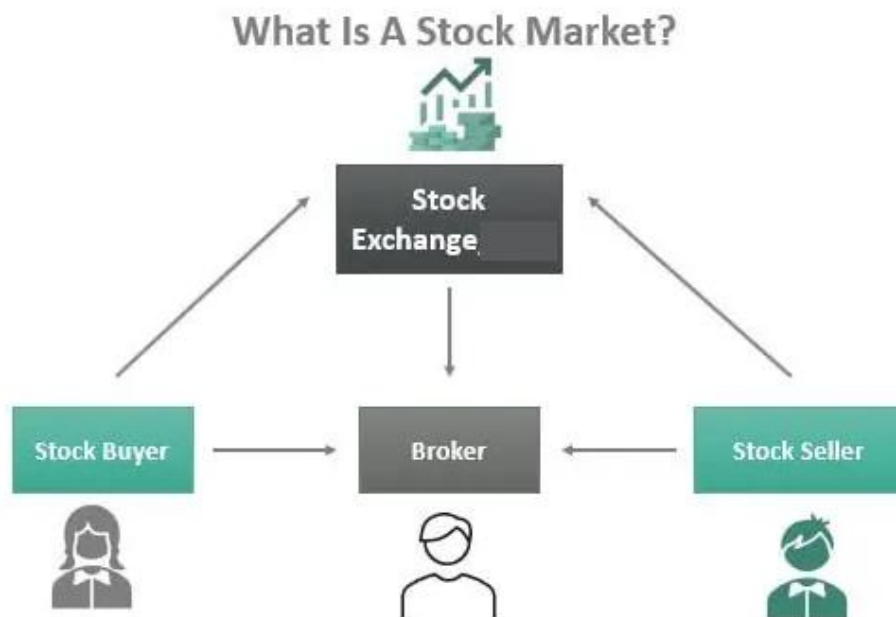 What Is A Stock Market?
Stock
Exchange
Stock Buyer
Broker
Stock Seller